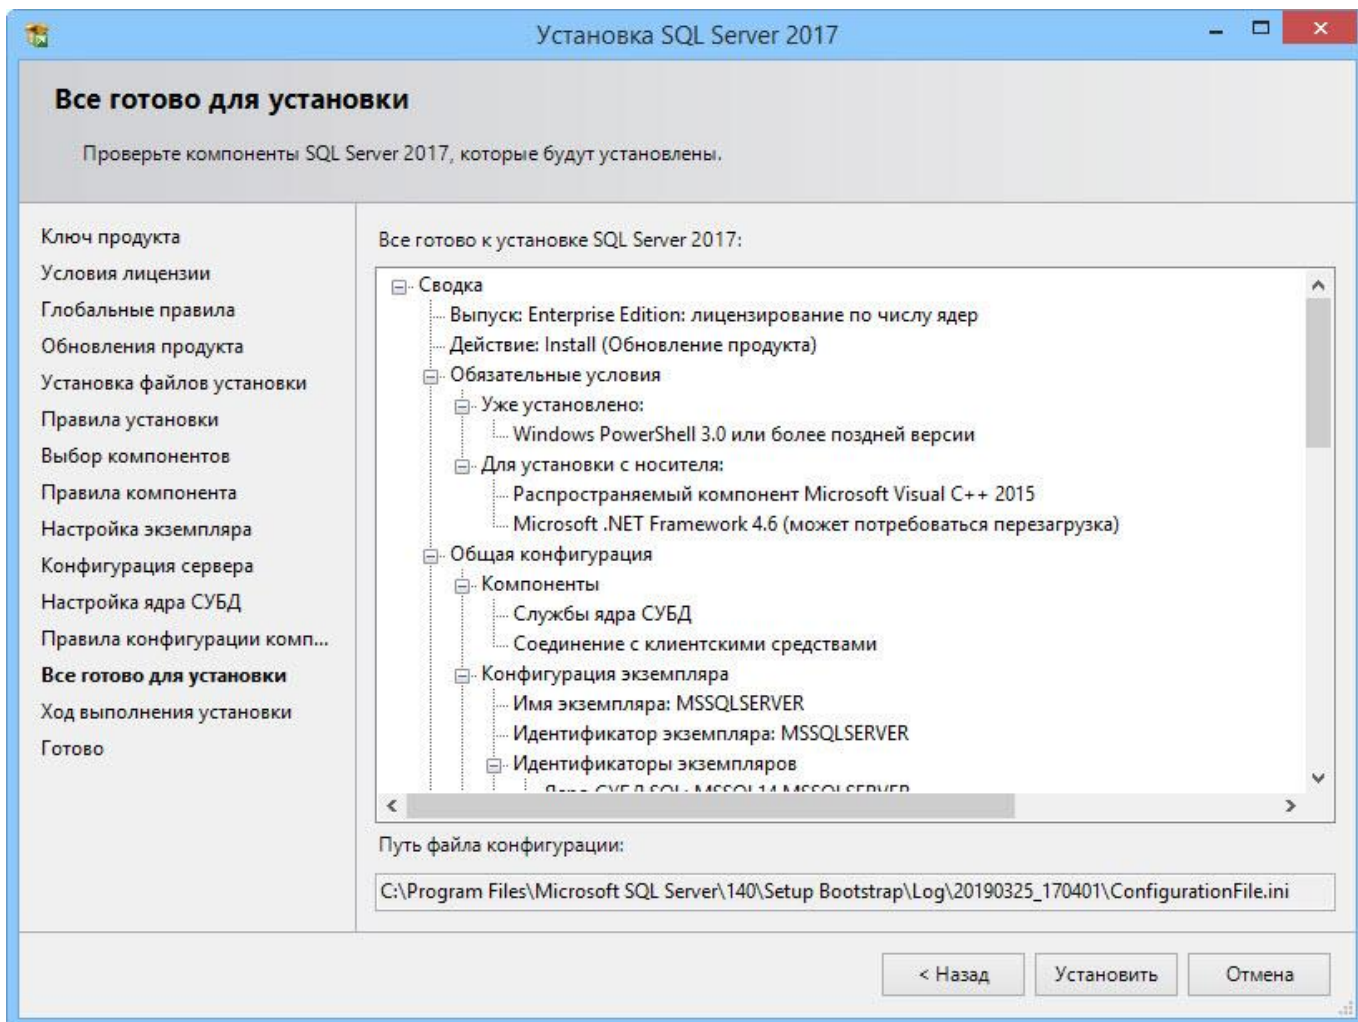 Установка SQL Server 2017
Все готово для установки
Проверьте компоненты SQL Server 2017, которые будут установлены.
Ключ продукта
Условия лицензии
Глобальные правила
Обновления продукта
Установка файлов установки
Правила установки
Выбор компонентов
Правила компонента
Настройка экземпляра
Конфигурация сервера
Настройка ядра СУБД
Правила конфигурации комп...
Все готово для установки
Ход выполнения установки
Готово
Все готово к установке SQL Server 2017:
Сводка
Выпуск: Enterprise Edition: лицензирование по числу ядер
Действие: Install (Обновление продукта)
Обязательные условия
Уже установлено:
Windows PowerShell 3.0 или более поздней версии
Для установки с носителя:
Распространяемый компонент Microsoft Visual C++ 2015
Microsoft .NET Framework 4.6 (может потребоваться перезагрузка)
Общая конфигурация
Компоненты
Службы ядра СУБД
Соединение с клиентскими средствами
Конфигурация экземпляра
Имя экземпляра: MSSQLSERVER
Идентификатор экземпляра: MSSQLSERVER
Идентификаторы экземпляров
СУБД SQL: MSSQL14.MSSQLSERVER
Путь файла конфигурации:
C:\Program Files\Microsoft SQL Server\140\Setup Bootstrap\Log\20190325_170401\ConfigurationFile.ini
< Назад
Установить
Отмена